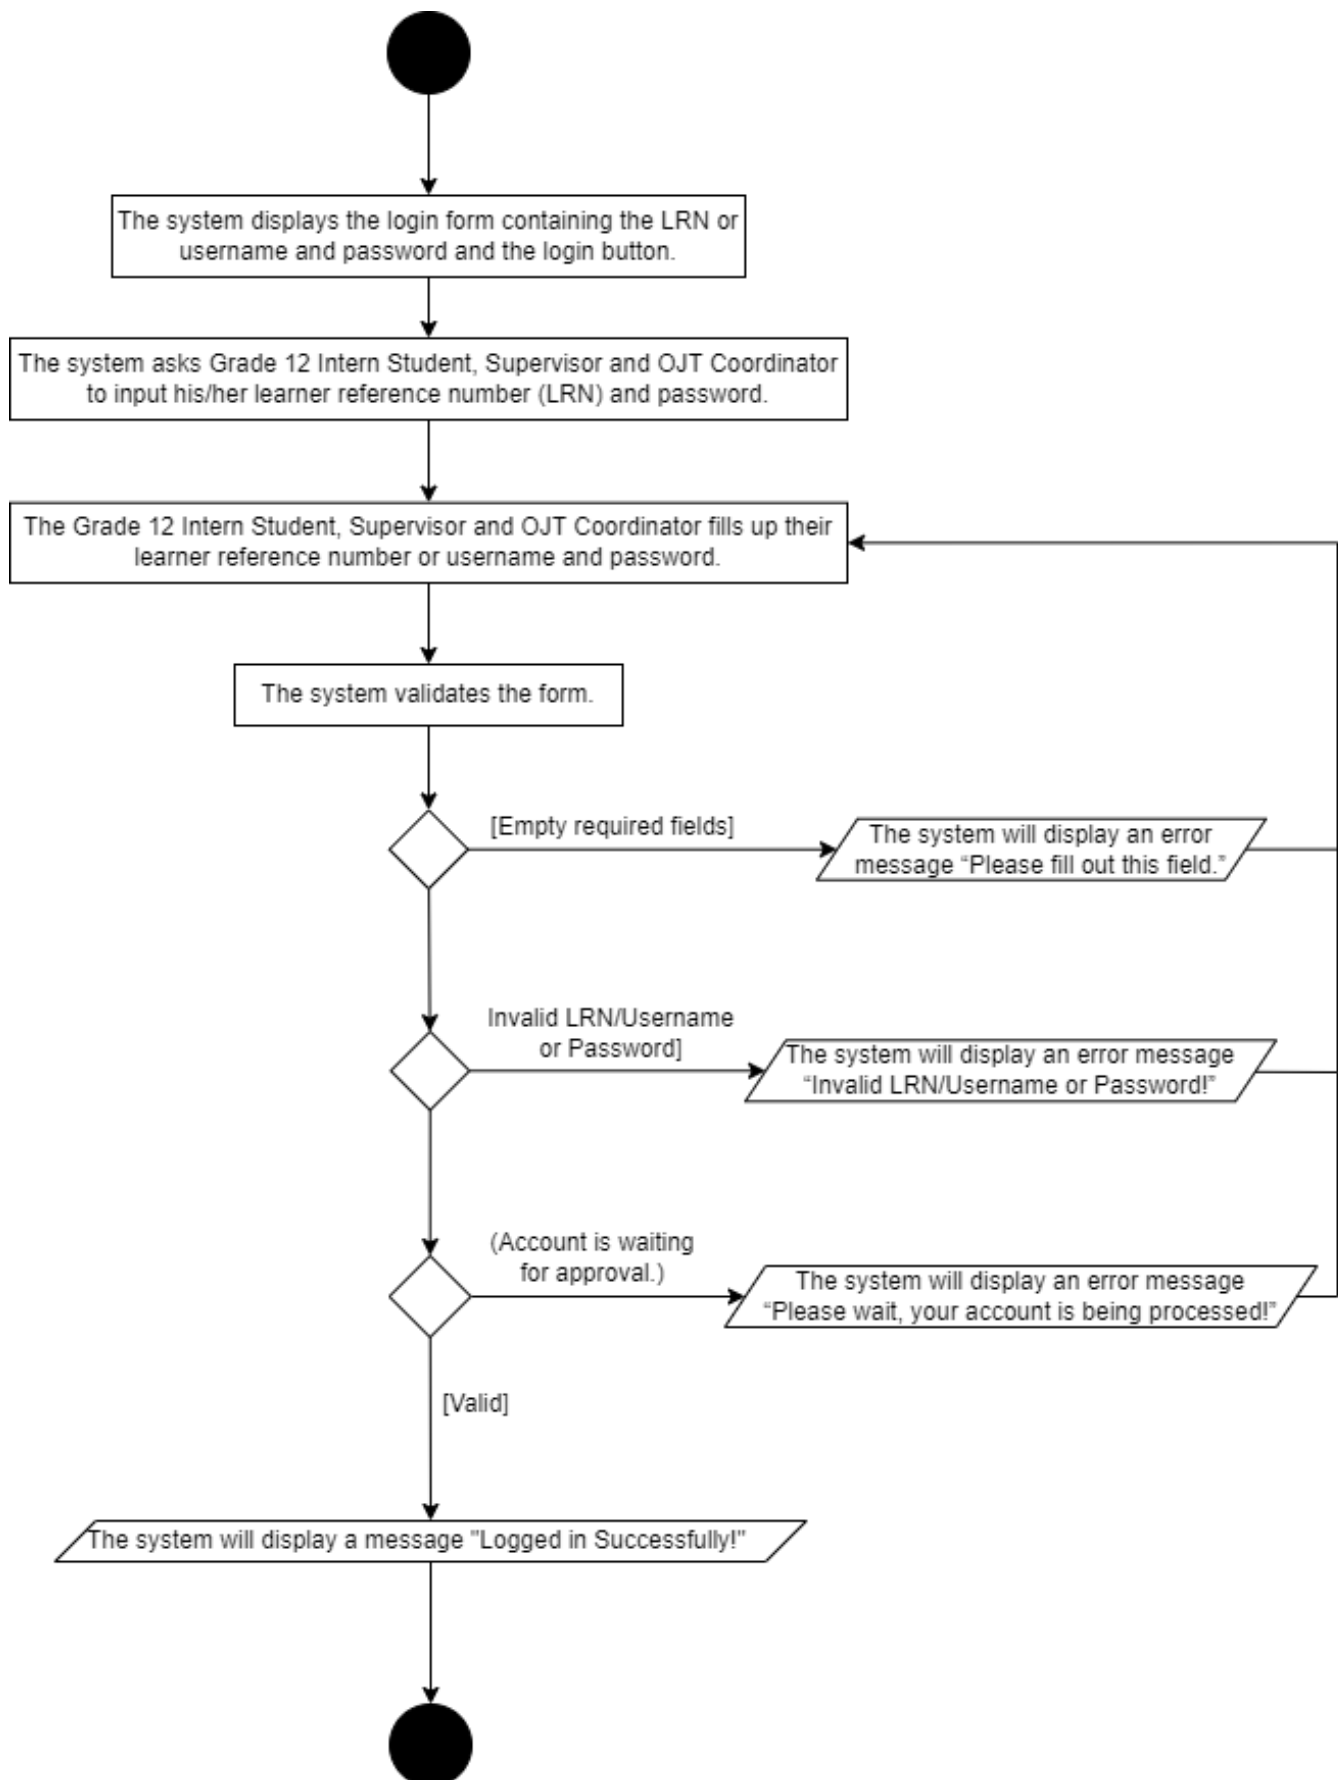 The system displays the login form containing the LRN or
username and password and the login button.
The system asks Grade 12 Intern Student, Supervisor and OJT Coordinator
to input his/her learner reference number (LRN) and password.
The Grade 12 Intern Student, Supervisor and OJT Coordinator fills up their
learner reference number or username and password.
The system validates the form.
[Empty required fields]
The system will display an error
message “Please fill out this field.”
Invalid LRN/Username
or Password]
The system will display an error message
“Invalid LRN/Username or Password!”
(Account is waiting
for approval.)
The system will display an error message
“Please wait, your account is being processed!”
[Valid]
The system will display a message "Logged in Successfully!"